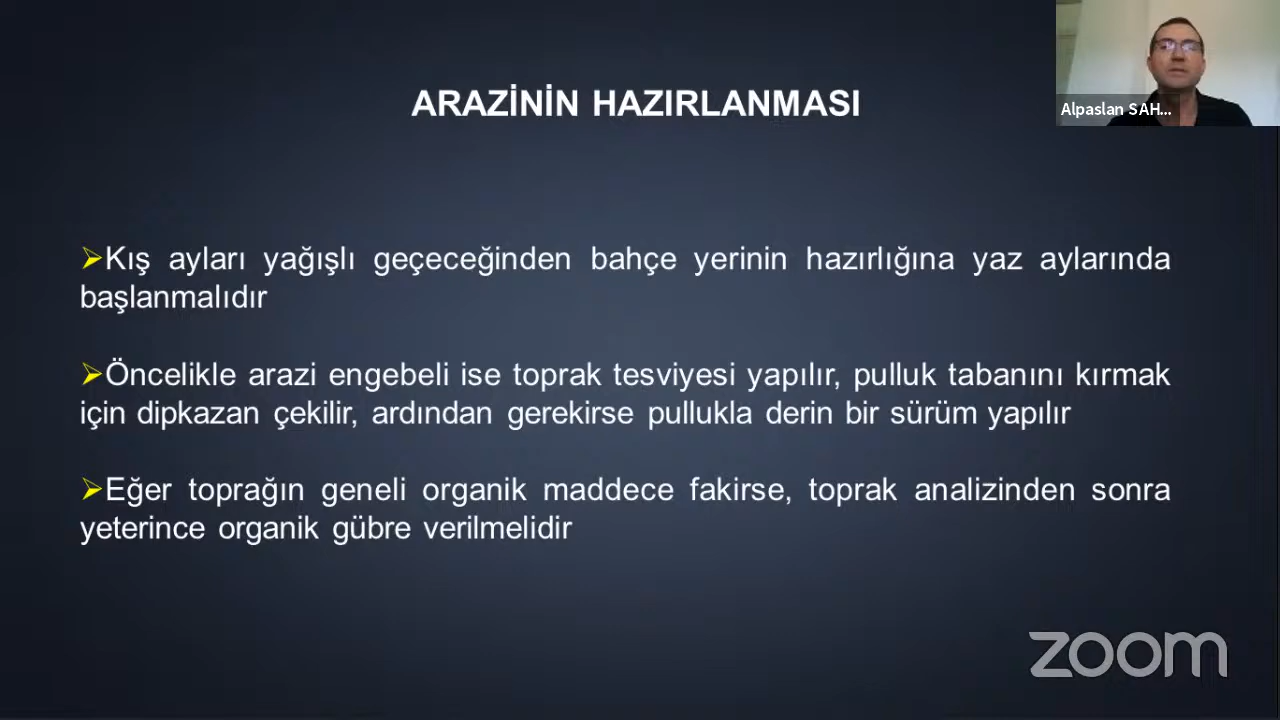 ARAZİNİN HAZIRLANMASI
Alpaslan SAH...
➢Kış ayları yağışlı geçeceğinden bahçe yerinin hazırlığına yaz aylarında
başlanmalıdır
➢Öncelikle arazi engebeli ise toprak tesviyesi yapılır, pulluk tabanını kırmak
için dipkazan çekilir, ardından gerekirse pullukla derin bir sürüm yapılır
➢Eğer toprağın geneli organik maddece fakirse, toprak analizinden sonra
yeterince organik gübre verilmelidir
zoom